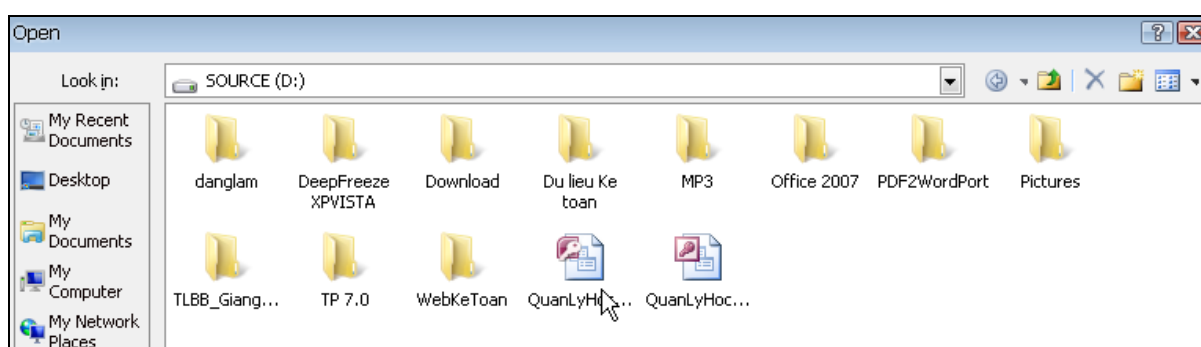 Open
Look in:
SOURCE (D:)
My Recent
Documents
Desktop
My
Documents
My
Computer
My Network
Places
danglam
DeepFreeze
XPVISTA
Download
Du lieu Ke
toan
MP3
Office 2007
PDF2WordPort
Pictures
TLBB_Giang...
TP 7.0
WebKeToan
QuanLyHoc...
QuanLyHoc...